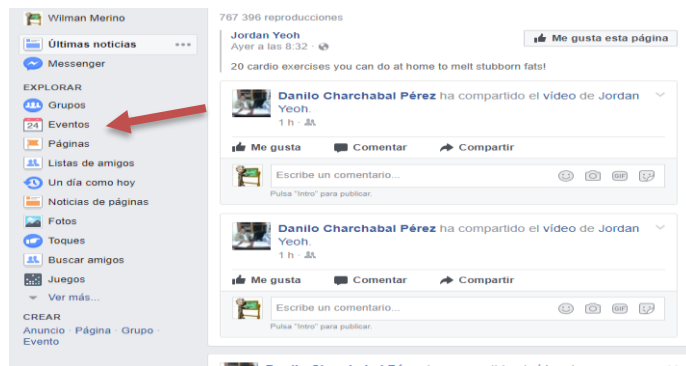 Wilman Merino
Últimas noticias
Messenger
EXPLORAR
Grupos
24 Eventos
Páginas
Listas de amigos
Un día como hoy
Noticias de páginas
Fotos
Toques
Buscar amigos
Juegos
Ver más...
CREAR
Anuncio · Página · Grupo ·
Evento
767 396 reproducciones
Jordan Yeoh
Ayer a las 8:32 ·
Me gusta esta página
20 cardio exercises you can do at home to melt stubborn fats!
Danilo Charchabal Pérez ha compartido el vídeo de Jordan
Yeoh.
1 h ·
Me gusta Comentar Compartir
Escribe un comentario... GIF
Pulsa "Intro" para publicar.
Danilo Charchabal Pérez ha compartido el vídeo de Jordan
Yeoh.
1 h ·
Me gusta Comentar Compartir
Escribe un comentario... GIF
Pulsa "Intro" para publicar.